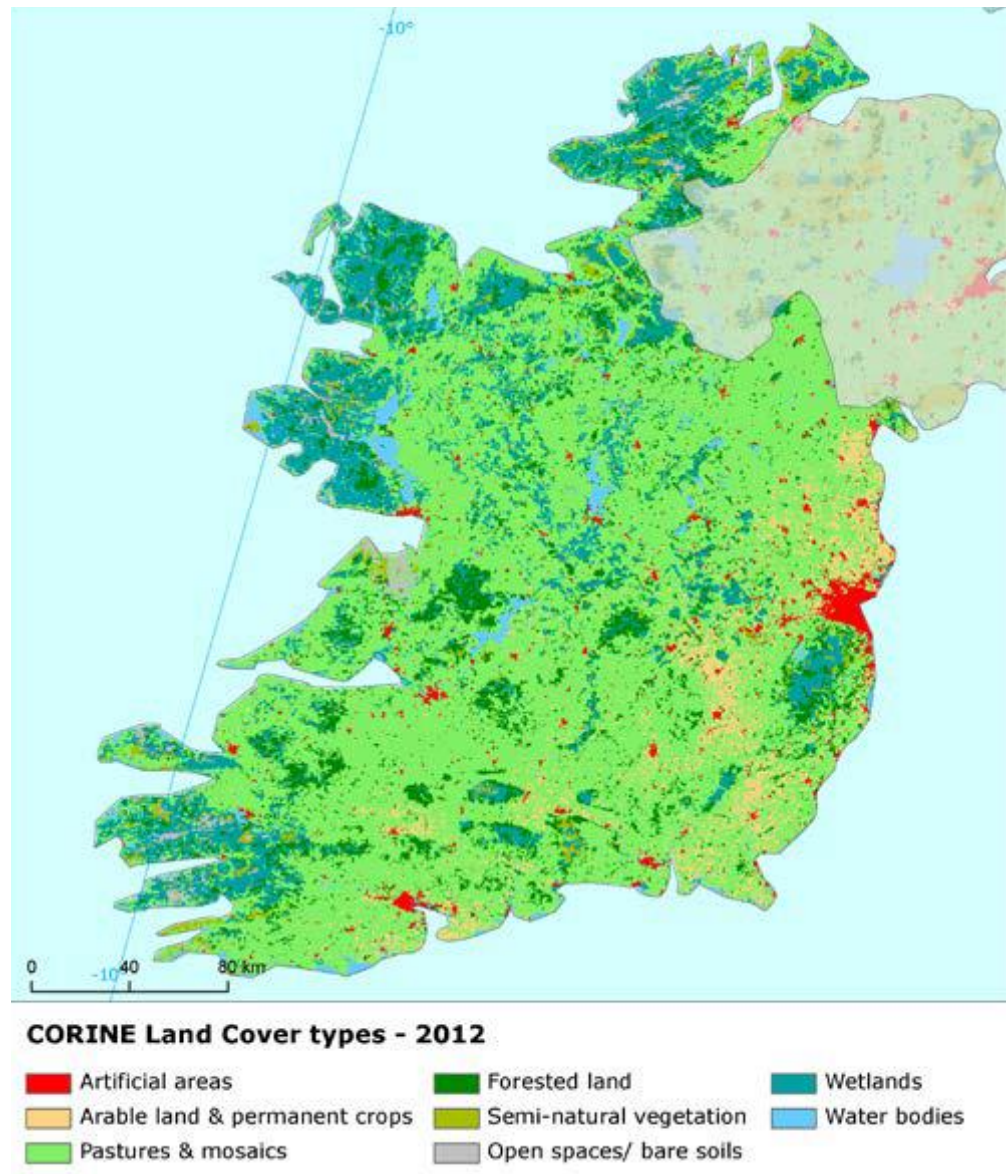 -10°
0 40 80 km
-10°
CORINE Land Cover types - 2012
Artificial areas
Forested land
Wetlands
Arable land & permanent crops
Semi-natural vegetation
Water bodies
Pastures & mosaics
Open spaces/ bare soils